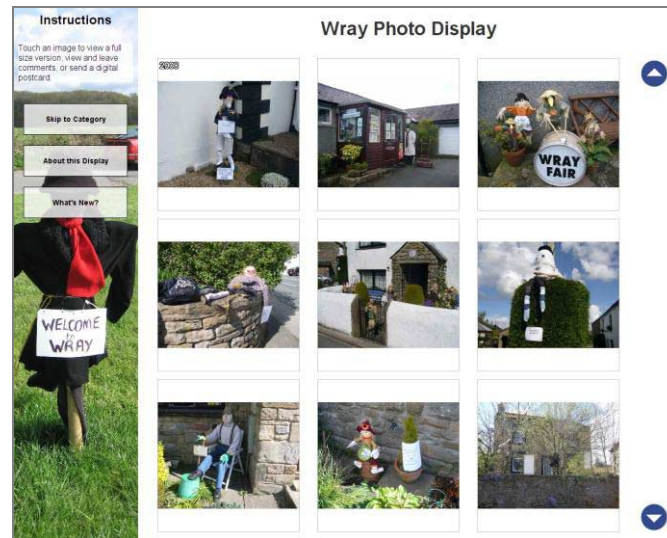 Instructions
Wray Photo Display
Touch an image to view a full
size version, view and leave
comments, or send a digital
postcard.
Skip to Category
About this Display
What's New?
WELCOME
to
WRAY
WRAY
FAIR